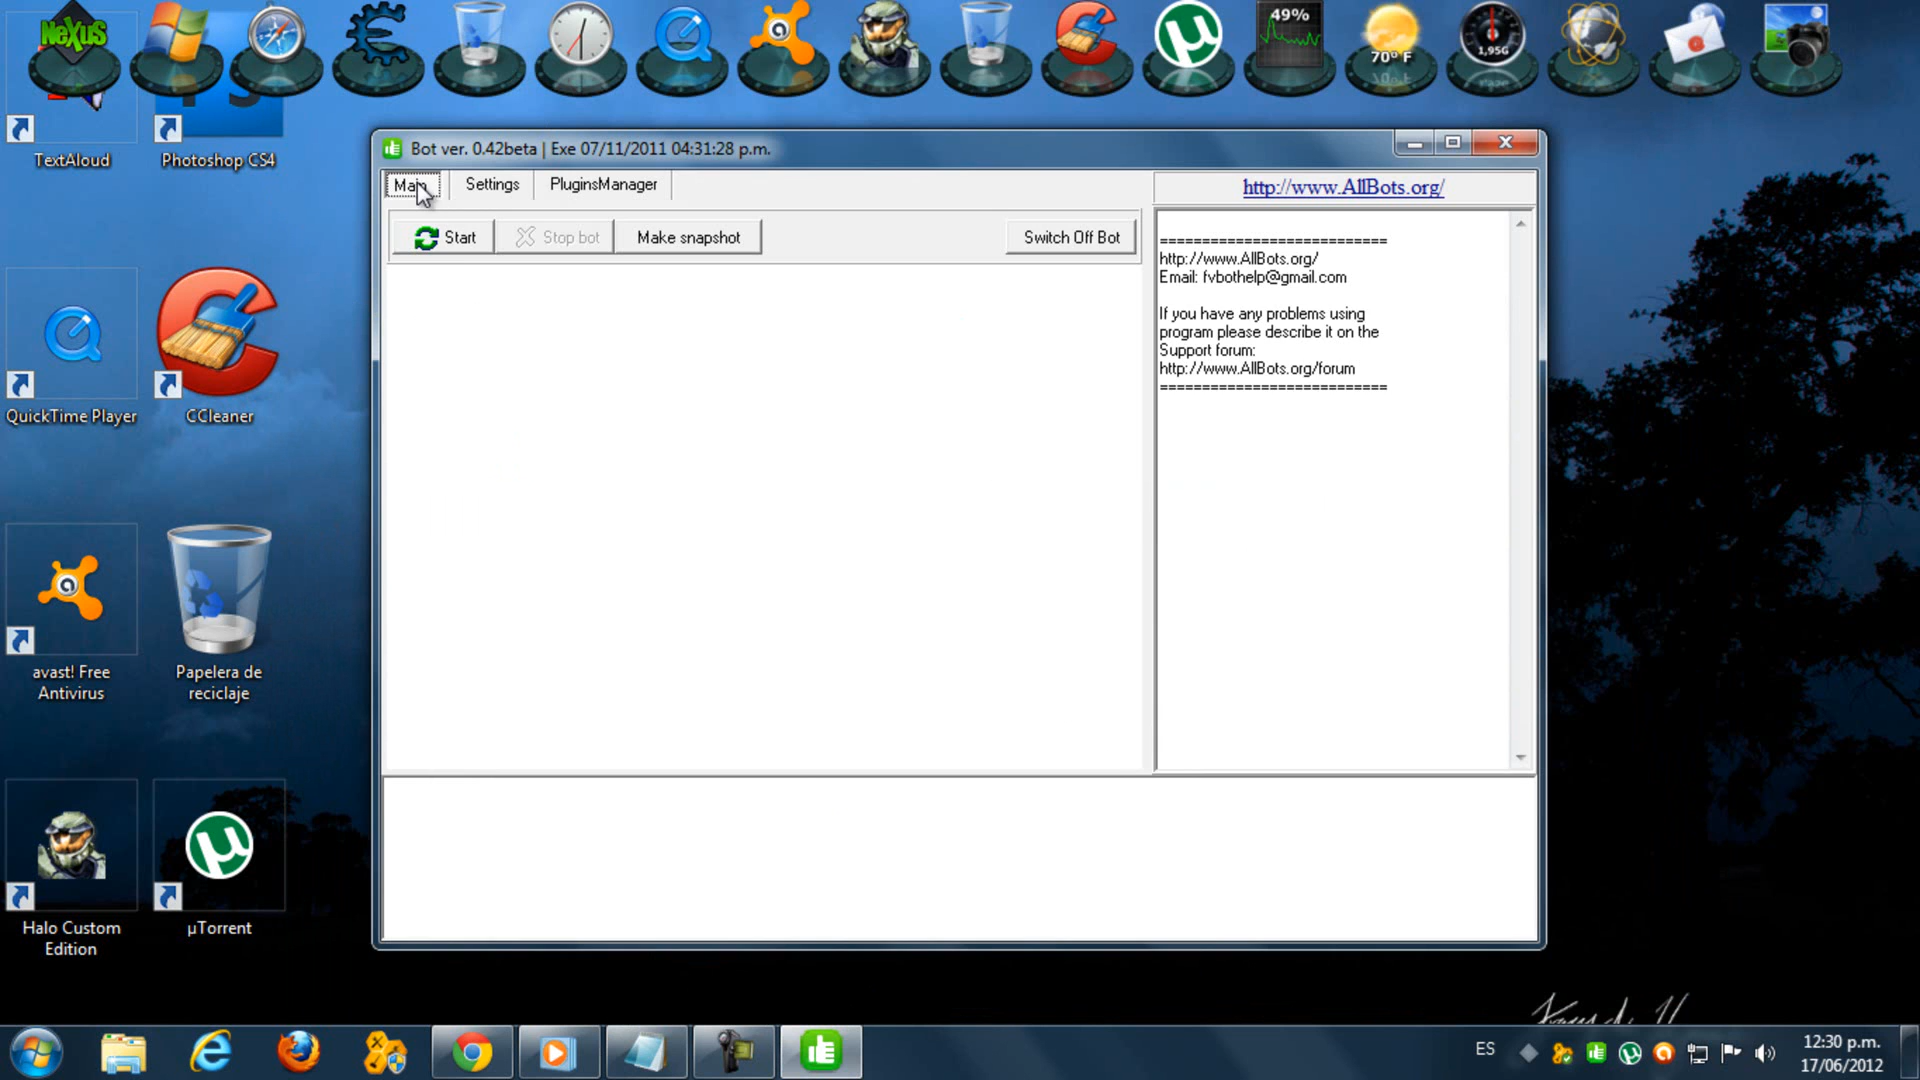 NeXuS
49%
70° F
1,95G
TextAloud
PS
Photoshop CS4
Bot ver. 0.42beta | Exe 07/11/2011 04:31:28 p.m.
Main
Settings
PluginsManager
http://www.AllBots.org/
Start
Stop bot
Make snapshot
Switch Off Bot
===========================
http://www.AllBots.org/
Email: fvbothelp@gmail.com
If you have any problems using
program please describe it on the
Support forum:
http://www.AllBots.org/forum
===========================
QuickTime Player
CCleaner
avast! Free
Antivirus
Papelera de
reciclaje
Halo Custom
Edition
µTorrent
ES
12:30 p.m.
17/06/2012